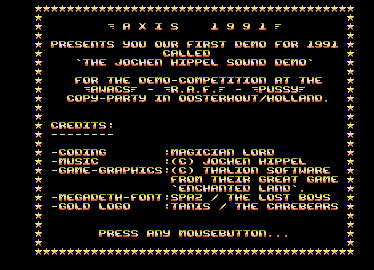 A X I S   1 9 9 1
PRESENTS YOU OUR FIRST DEMO FOR 1991
CALLED
`THE JOCHEN HIPPEL SOUND DEMO`
FOR THE DEMO-COMPETITION AT THE
AWACS - R.A.F. - PUSSY
COPY-PARTY IN OOSTERHOUT/HOLLAND.
CREDITS:
--------
-CODING        :MAGICIAN LORD
-MUSIC         :(C) JOCHEN HIPPEL
-GAME-GRAPHICS:(C) THALION SOFTWARE
FROM THEIR GREAT GAME
`ENCHANTED LAND`.
-MEGADETH-FONT:SPAZ / THE LOST BOYS
-GOLD LOGO     :TANIS / THE CAREBEARS
PRESS ANY MOUSEBUTTON...